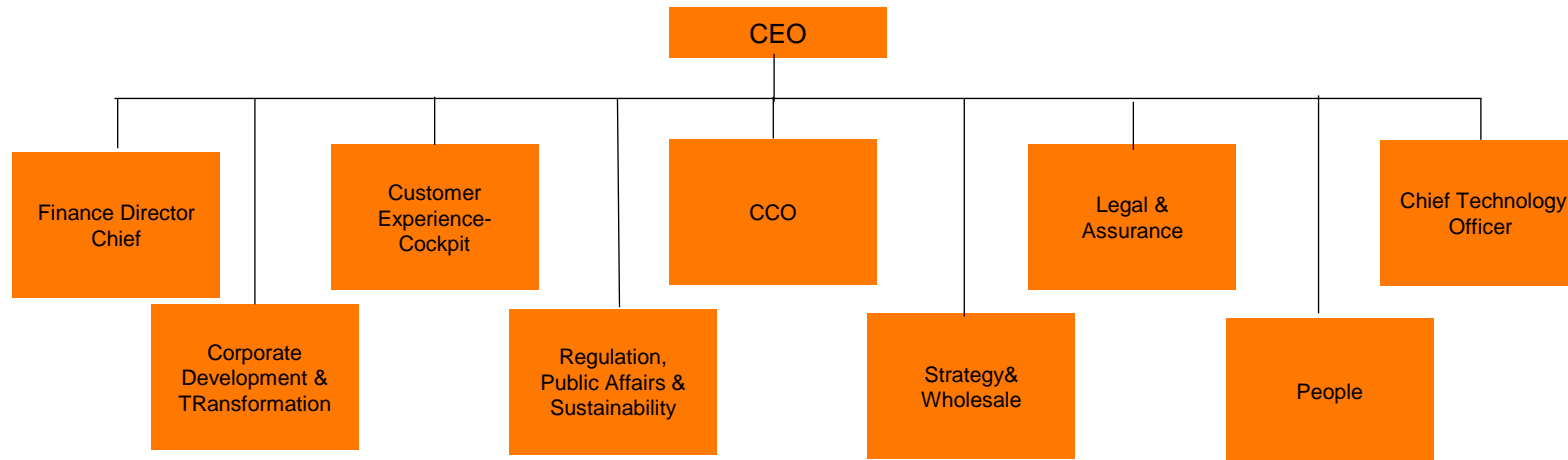 CEO
Finance Director
Chief
Customer
Experience-
Cockpit
CCO
Legal &
Assurance
Chief Technology
Officer
Corporate
Development &
TRansformation
Regulation,
Public Affairs &
Sustainability
Strategy&
Wholesale
People